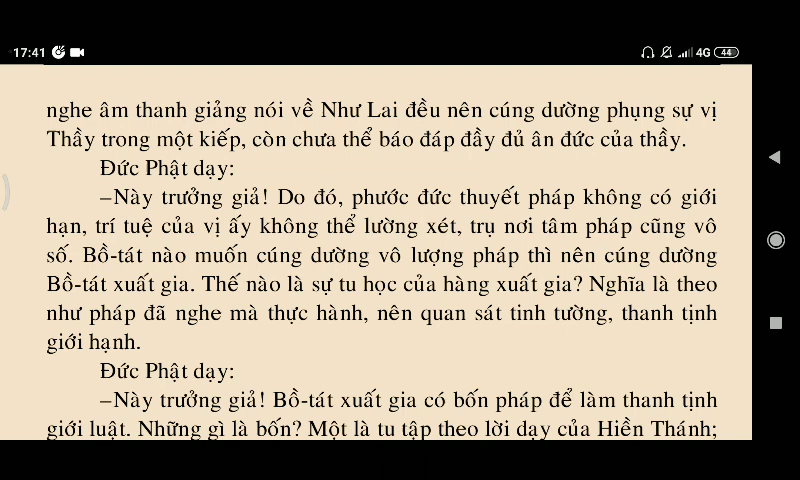 17:41
4G 44
nghe âm thanh giảng nói về Như Lai đều nên cúng dường phụng sự vị
Thầy trong một kiếp, còn chưa thể báo đáp đầy đủ ân đức của thầy.
Đức Phật dạy:
–Này trưởng giả! Do đó, phước đức thuyết pháp không có giới
hạn, trí tuệ của vị ấy không thể lường xét, trụ nơi tâm pháp cũng vô
số. Bồ-tát nào muốn cúng dường vô lượng pháp thì nên cúng dường
Bồ-tát xuất gia. Thế nào là sự tu học của hàng xuất gia? Nghĩa là theo
như pháp đã nghe mà thực hành, nên quan sát tinh tường, thanh tịnh
giới hạnh.
Đức Phật dạy:
–Này trưởng giả! Bồ-tát xuất gia có bốn pháp để làm thanh tịnh
giới luật. Những gì là bốn? Một là tu tập theo lời dạy của Hiền Thánh;